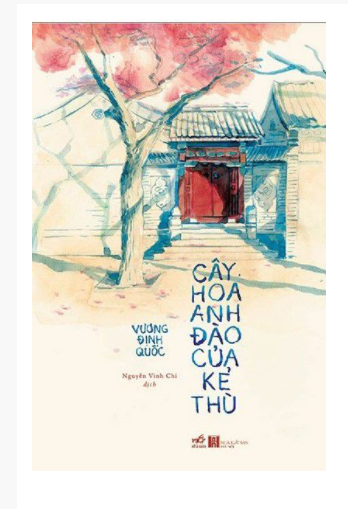 CÂY
HOA
ANH
ĐÀO
CỦA
KẺ
THÙ
VƯƠNG
ĐỊNH
QUỐC
Nguyễn Vinh Chi
dịch